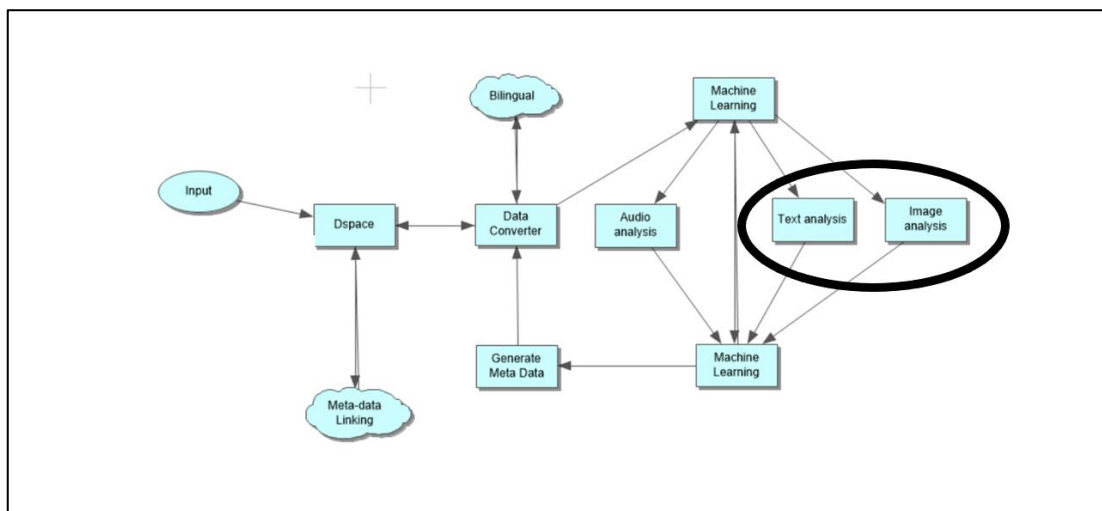 Machine
Learning
Bilingual
Input
Dspace
Data
Converter
Audio
analysis
Text analysis
Image
analysis
Generate
Meta Data
Machine
Learning
Meta-data
Linking